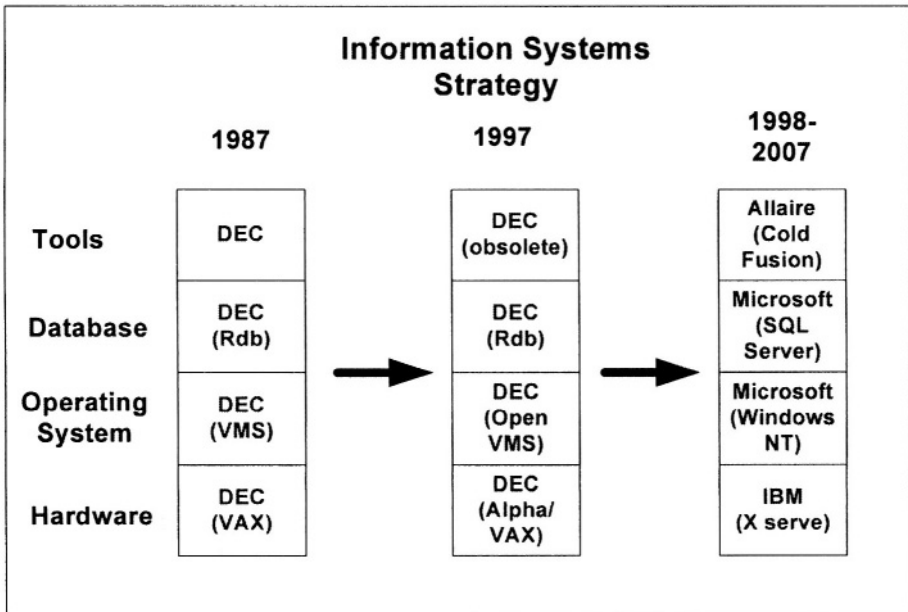 Information Systems
Strategy
1987
1997
1998-
2007
Tools
DEC
DEC
(obsolete)
Allaire
(Cold
Fusion)
Database
DEC
(Rdb)
DEC
(Rdb)
Microsoft
(SQL
Server)
Operating
System
DEC
(VMS)
DEC
(Open
VMS)
Microsoft
(Windows
NT)
Hardware
DEC
(VAX)
DEC
(Alpha/
VAX)
IBM
(X serve)